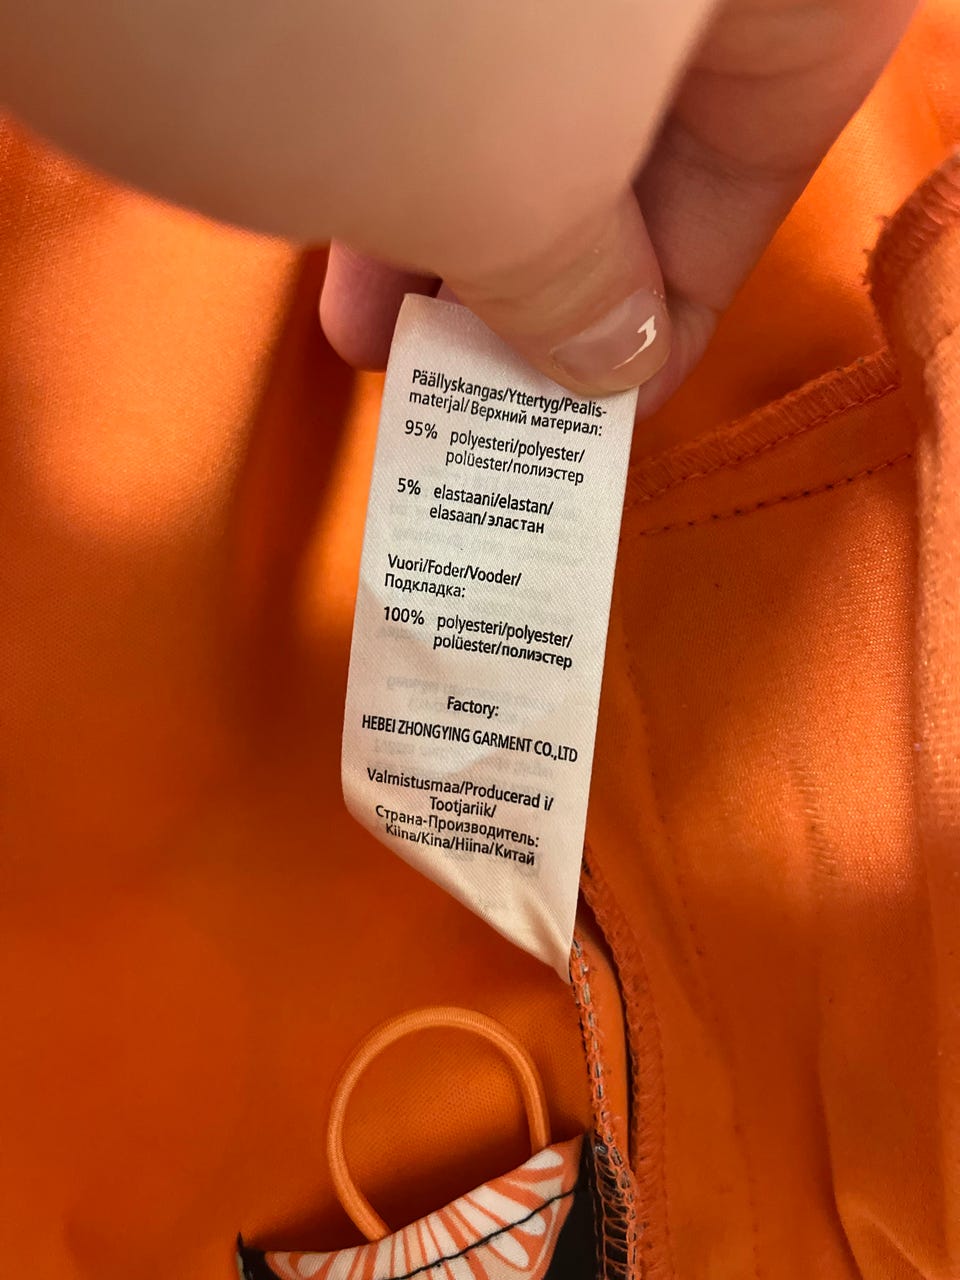 Päällyskangas/Yttertyg/Pealis-
materjal/Верхний материал:
95% polyesteri/polyester/
polüester/полиэстер
5% elastaani/elastan/
elasaan/эластан
Vuori/Foder/Vooder/
Подкладка:
100% polyesteri/polyester/
polüester/полиэстер
Factory:
HEBEI ZHONGYING GARMENT CO.,LTD
Valmistusmaa/Producerad i/
Tootjariik/
Страна-Производитель:
Kiina/Kina/Hiina/Китай